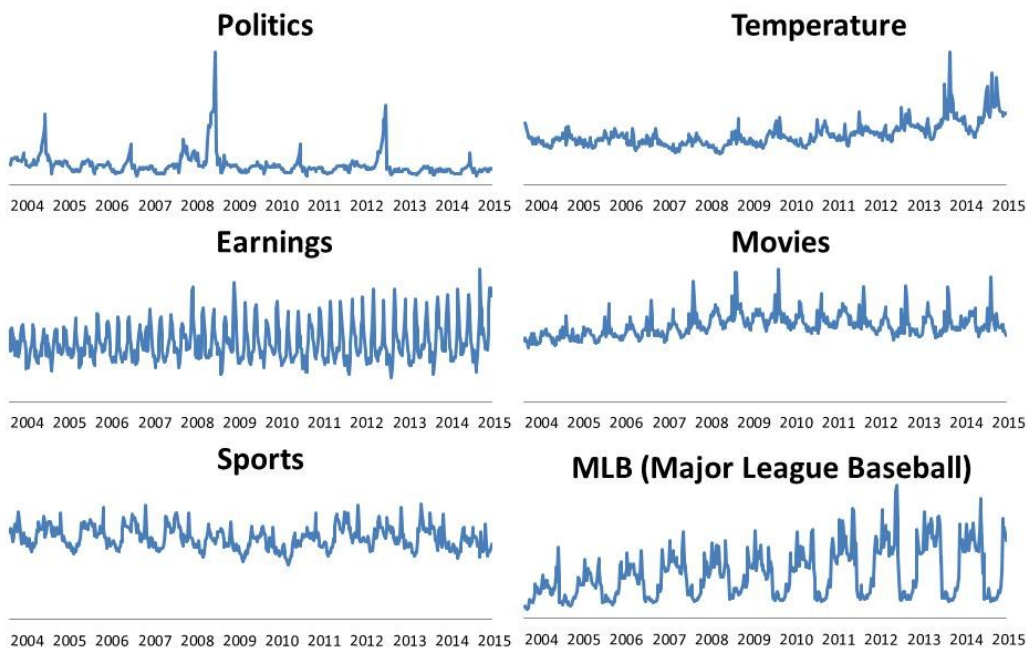 Politics
2004 2005 2006 2007 2008 2009 2010 2011 2012 2013 2014 2015
Temperature
2004 2005 2006 2007 2008 2009 2010 2011 2012 2013 2014 2015
Earnings
2004 2005 2006 2007 2008 2009 2010 2011 2012 2013 2014 2015
Movies
2004 2005 2006 2007 2008 2009 2010 2011 2012 2013 2014 2015
Sports
2004 2005 2006 2007 2008 2009 2010 2011 2012 2013 2014 2015
MLB (Major League Baseball)
2004 2005 2006 2007 2008 2009 2010 2011 2012 2013 2014 2015